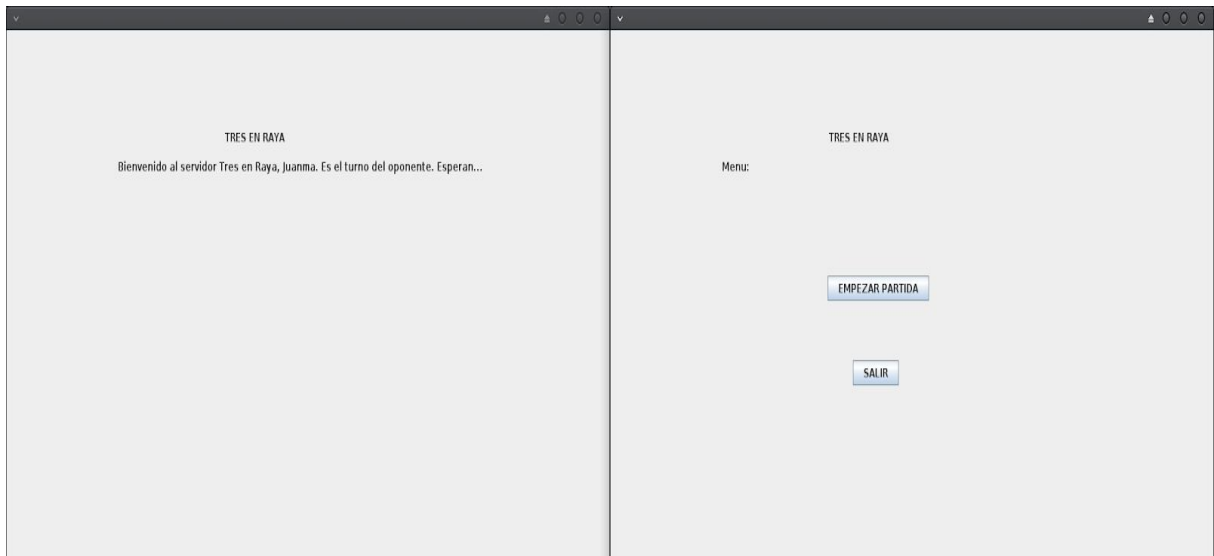 TRES EN RAYA
Bienvenido al servidor Tres en Raya, Juanma. Es el turno del oponente. Esperan...
TRES EN RAYA
Menu:
EMPEZAR PARTIDA
SALIR